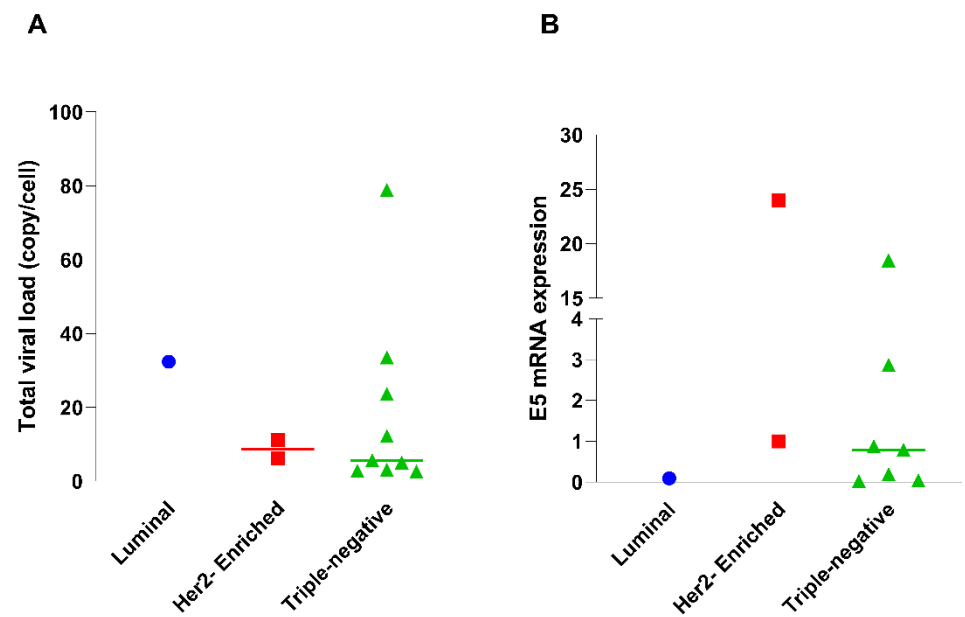 A
Total viral load (copy/cell)
100
80
60
40
20
0
Luminal
Her2- Enriched
Triple-negative
B
E5 mRNA expression
30
25
20
15
4
3
2
1
0
Luminal
Her2- Enriched
Triple-negative